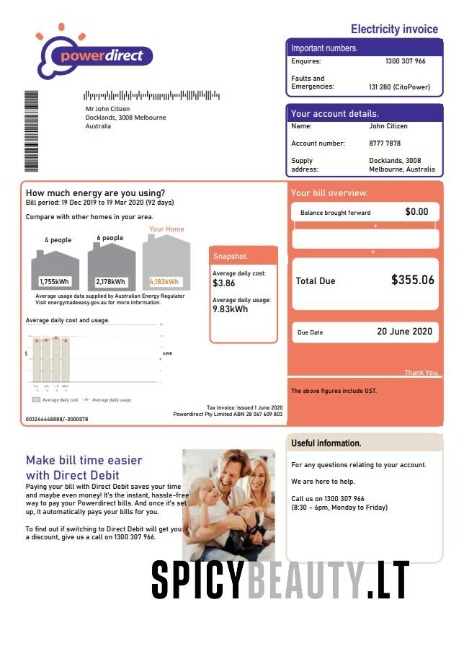 Electricity invoice
powerdirect
Important numbers.
Enquires: 1300 307 966
Faults and
Emergencies: 131 280 (CitoPower)
Mr John Citizen
Docklands, 3008 Melbourne
Australia
Your account details.
Name: John Citizen
Account number: 8777 7878
Supply Docklands, 3008
address: Melbourne, Australia
How much energy are you using?
Bill period: 19 Dec 2019 to 19 Mar 2020 (92 days)
Compare with other homes in your area.
4 people
6 people
Your Home
1,755kWh
2,178kWh
4,183kWh
Average usage data supplied by Australian Energy Regulator
Visit energymadeeasy.gov.au for more information.
Snapshot.
Average daily cost:
$3.86
Average daily usage:
9.83kWH
Average daily cost and usage.
$
kWh
Average daily cost
Average daily usage
Tax Invoice: Issued 1 June 2020
Powerdirect Pty Limited ABN 28 067 609 803
Your bill overview.
Balance brought forward $0.00
Total Due $355.06
Due Date 20 June 2020
Thank You.
The above figures include GST.
Useful information.
For any questions relating to your account.
We are here to help.
Call us on 1300 307 966
(8:30 – 6pm, Monday to Friday)
Make bill time easier
with Direct Debit
Paying your bill with Direct Debit saves your time
and maybe even money! It's the instant, hassle-free
way to pay your Powerdirect bills. And once it's set
up, it automatically pays your bills for you.
To find out if switching to Direct Debit will get you
a discount, give us a call on 1300 307 966.
SPICYBEAUTY.LT